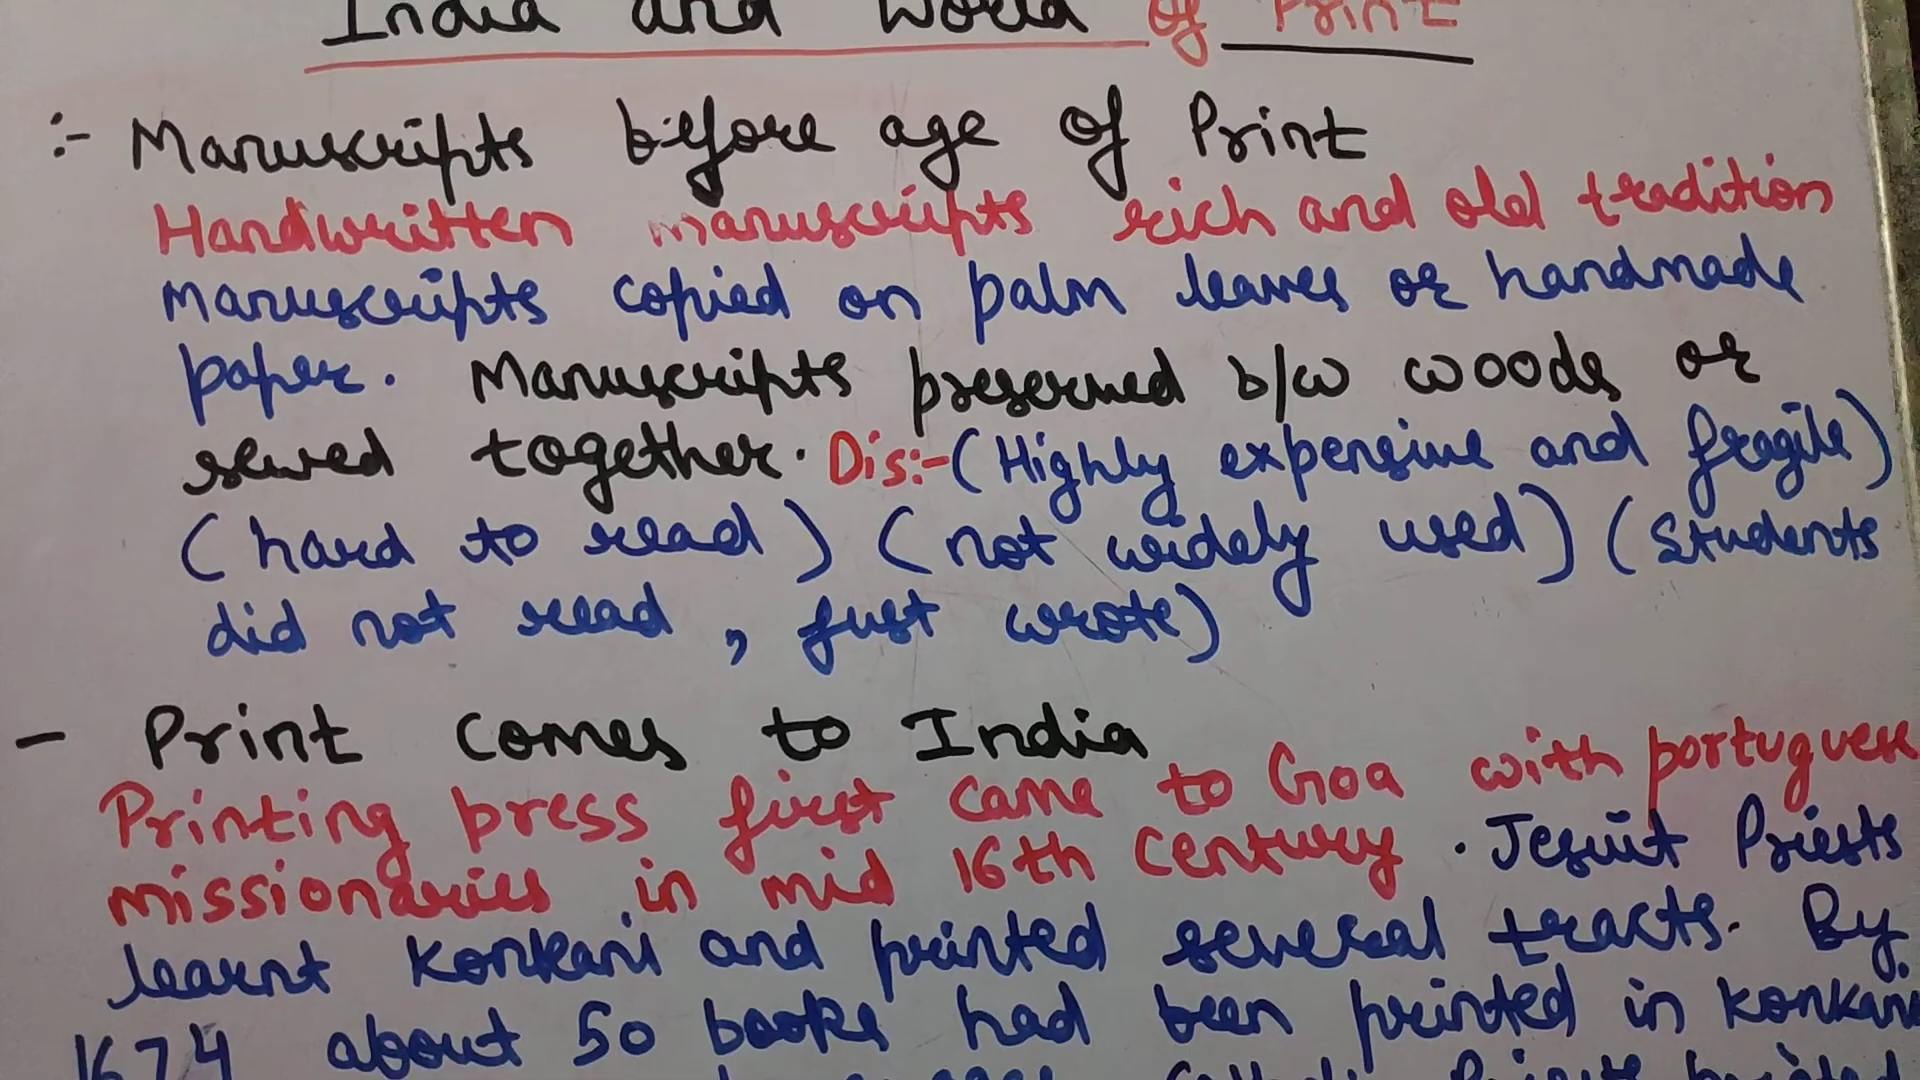 India and World of Print
:- Manuscripts before age of Print
Handwritten manuscripts rich and old tradition
Manuscripts copied on palm leaves or handmade
paper. Manuscripts preserved b/w woods or
sewed together. Dis:-(Highly expensive and fragile)
(hard to read) (not widely used) (Students
did not read, just wrote)
- Print comes to India
Printing press first came to Goa with portuguese
missionaries in mid 16th century. Jesuit Priests
learnt Konkani and printed several tracts. By
1674 about 50 books had been printed in Konkani